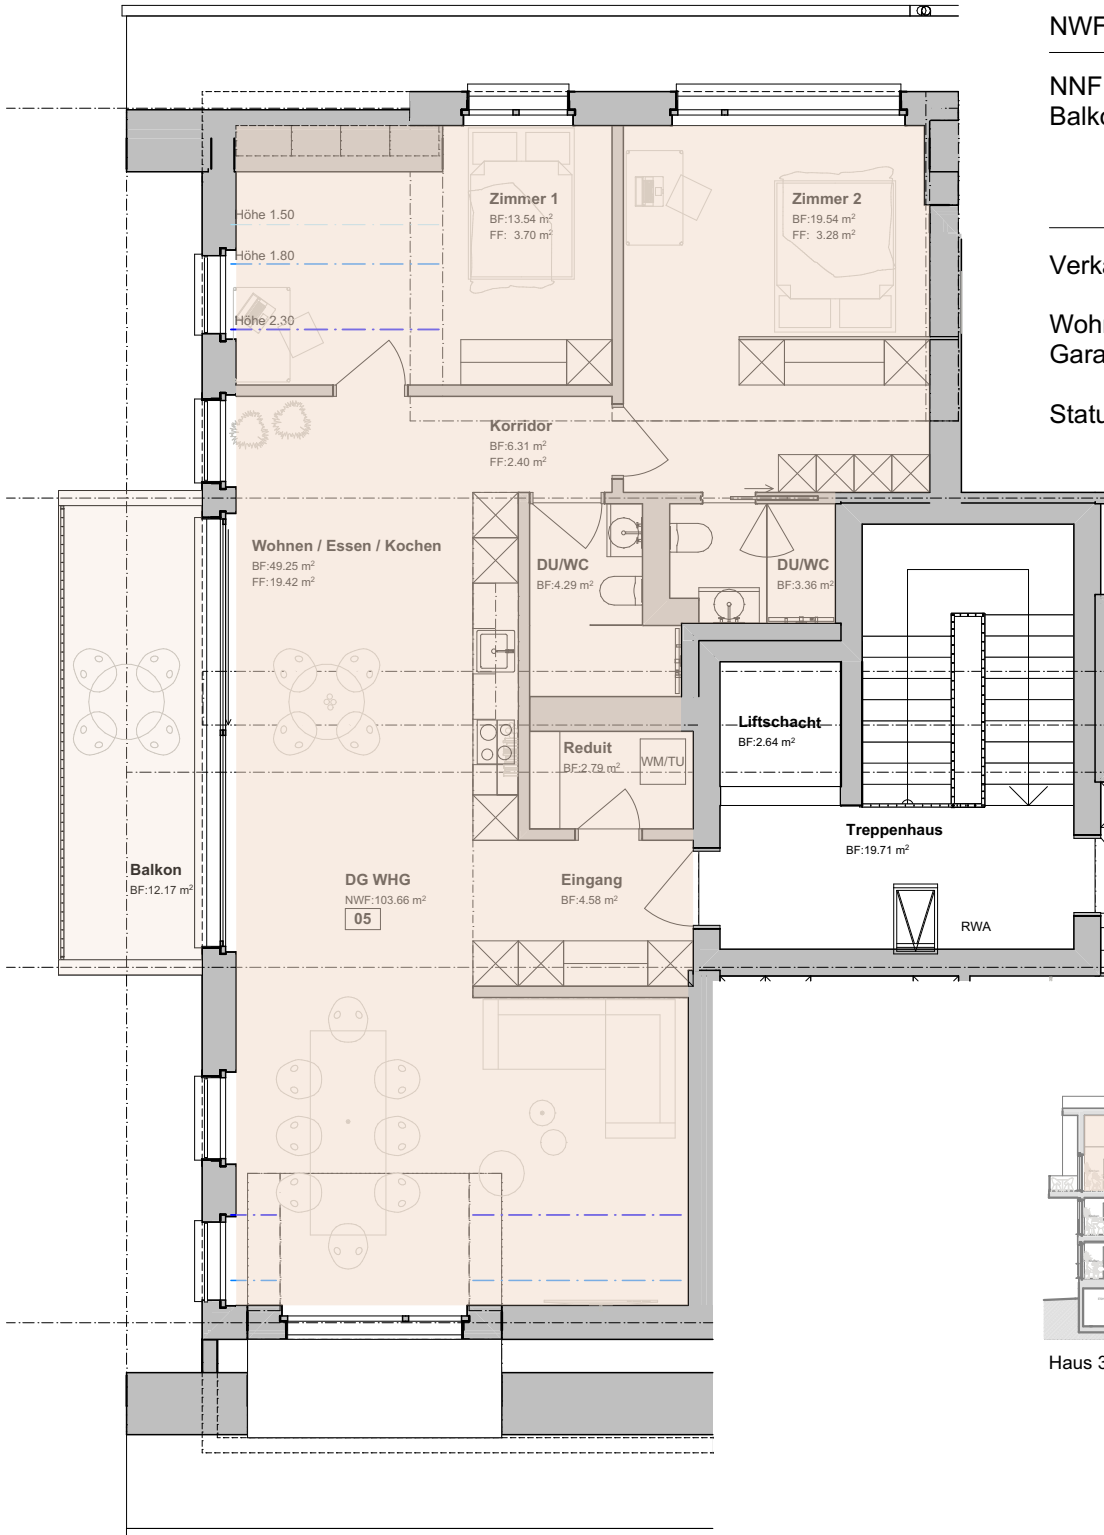 NWF
NNF
Zimmer 1
BF:13.54 m²
FF: 3.70 m²
Zimmer 2
BF:19.54 m²
FF: 3.28 m²
Höhe 1.50
Höhe 1.80
Höhe 2.30
Korridor
BF:6.31 m²
FF:2.40 m²
Wohnen / Essen / Kochen
BF:49.25 m²
FF:19.42 m²
DU/WC
BF:4.29 m²
DU/WC
BF:3.36 m²
Liftschacht
BF:2.64 m²
Reduit
BF:2.79 m²
WM/TU
Treppenhaus
BF:19.71 m²
RWA
Balkon
BF:12.17 m²
DG WHG
NWF:103.66 m²
05
Eingang
BF:4.58 m²
Haus 3